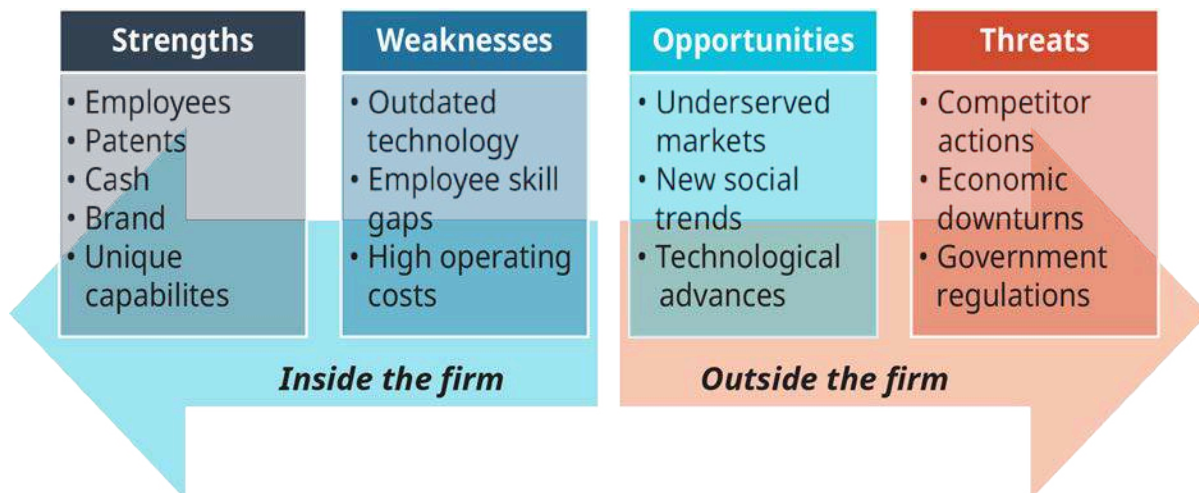 Strengths
• Employees
• Patents
• Cash
• Brand
• Unique
capabilites
Weaknesses
• Outdated
technology
• Employee skill
gaps
• High operating
costs
Opportunities
• Underserved
markets
• New social
trends
• Technological
advances
Threats
• Competitor
actions
• Economic
downturns
• Government
regulations
Inside the firm
Outside the firm